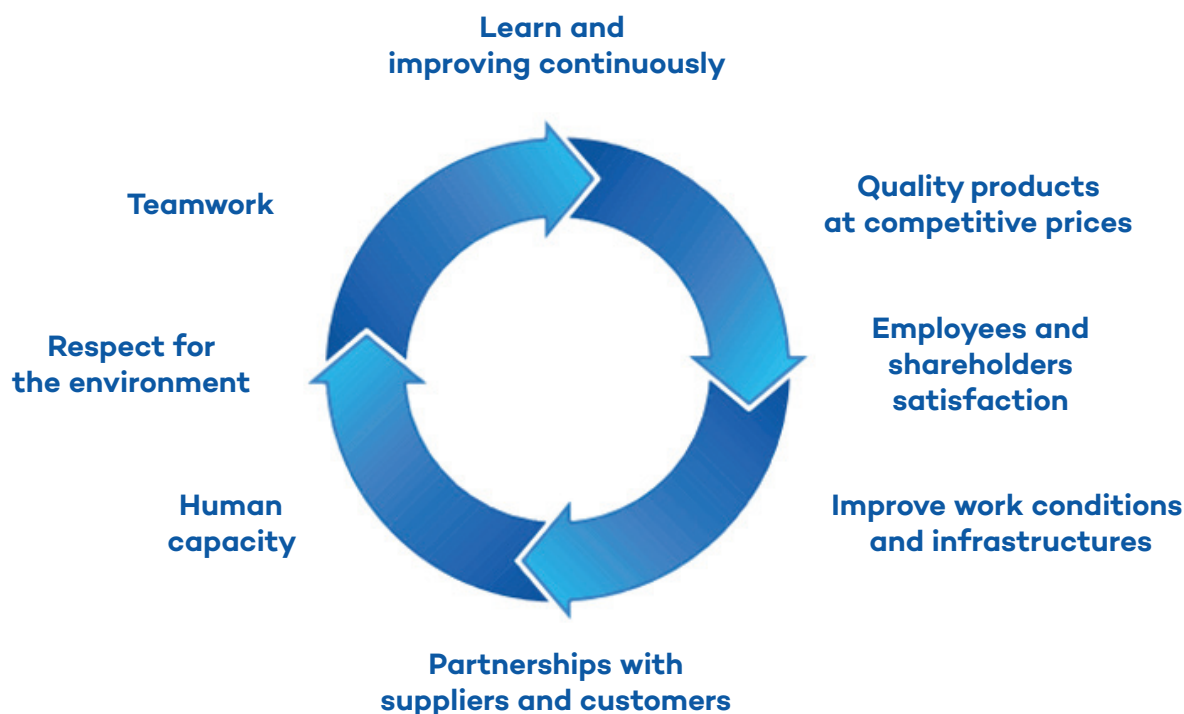 Learn and
improving continuously
Quality products
at competitive prices
Employees and
shareholders
satisfaction
Improve work conditions
and infrastructures
Partnerships with
suppliers and customers
Human
capacity
Respect for
the environment
Teamwork